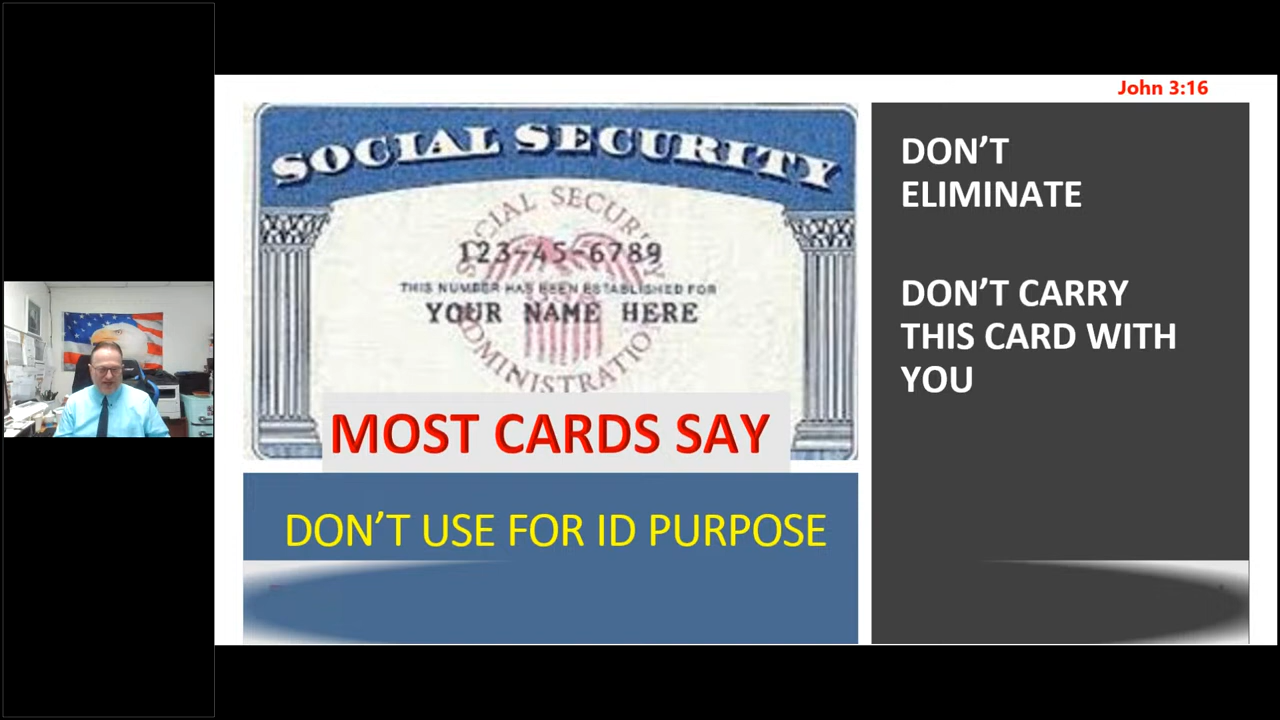 John 3:16
SOCIAL SECURITY
SOCIAL SECURITY
ADMINISTRATION
123-45-6789
THIS NUMBER HAS BEEN ESTABLISHED FOR
YOUR NAME HERE
MOST CARDS SAY
DON’T USE FOR ID PURPOSE
DON’T
ELIMINATE
DON’T CARRY
THIS CARD WITH
YOU